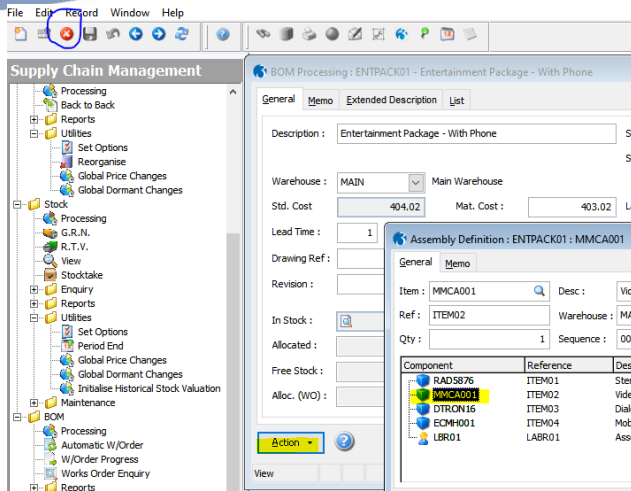 File Edit Record Window Help
Supply Chain Management
Processing
Back to Back
Reports
Utilities
Set Options
Reorganise
Global Price Changes
Global Dormant Changes
Stock
Processing
G.R.N.
R.T.V.
View
Stocktake
Enquiry
Reports
Utilities
Set Options
Period End
Global Price Changes
Global Dormant Changes
Initialise Historical Stock Valuation
Maintenance
BOM
Processing
Automatic W/Order
W/Order Progress
Works Order Enquiry
Reports
BOM Processing : ENTPACK01 - Entertainment Package - With Phone
General Memo Extended Description List
Description : Entertainment Package - With Phone
Warehouse : MAIN Main Warehouse
Std. Cost 404.02 Mat. Cost : 403.02
Lead Time : 1
Drawing Ref :
Revision :
In Stock :
Allocated :
Free Stock :
Alloc. (WO) :
Action
View
Assembly Definition : ENTPACK01 : MMCA001
General Memo
Item : MMCA001 Desc :
Ref : ITEM02 Warehouse :
Qty : 1 Sequence :
Component Reference
RAD5876 ITEM01
MMCA001 ITEM02
DTRON16 ITEM03
ECMH001 ITEM04
LBR01 LABR01